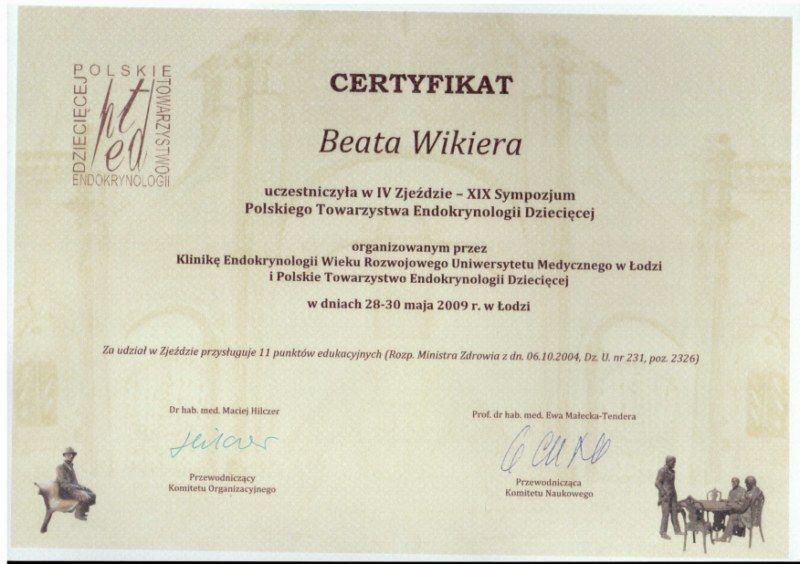 POLSKIE
TOWARZYSTWO
ENDOKRYNOLOGII
DZIECIĘCEJ
pt
ed
CERTYFIKAT
Beata Wikiera
uczestniczyła w IV Zjeździe – XIX Sympozjum
Polskiego Towarzystwa Endokrynologii Dziecięcej
organizowanym przez
Klinikę Endokrynologii Wieku Rozwojowego Uniwersytetu Medycznego w Łodzi
i Polskie Towarzystwo Endokrynologii Dziecięcej
w dniach 28-30 maja 2009 r. w Łodzi
Za udział w Zjeździe przysługuje 11 punktów edukacyjnych (Rozp. Ministra Zdrowia z dn. 06.10.2004, Dz. U. nr 231, poz. 2326)
Dr hab. med. Maciej Hilczer
Hilczer
Przewodniczący
Komitetu Organizacyjnego
Prof. dr hab. med. Ewa Małecka-Tendera
Przewodnicząca
Komitetu Naukowego